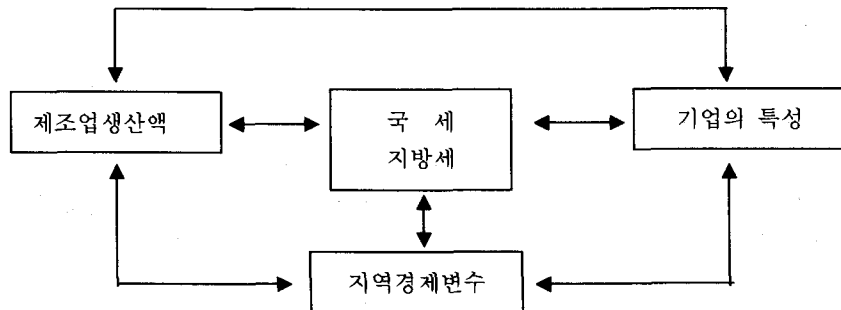 제조업생산액
국 세
지방세
기업의 특성
지역경제변수